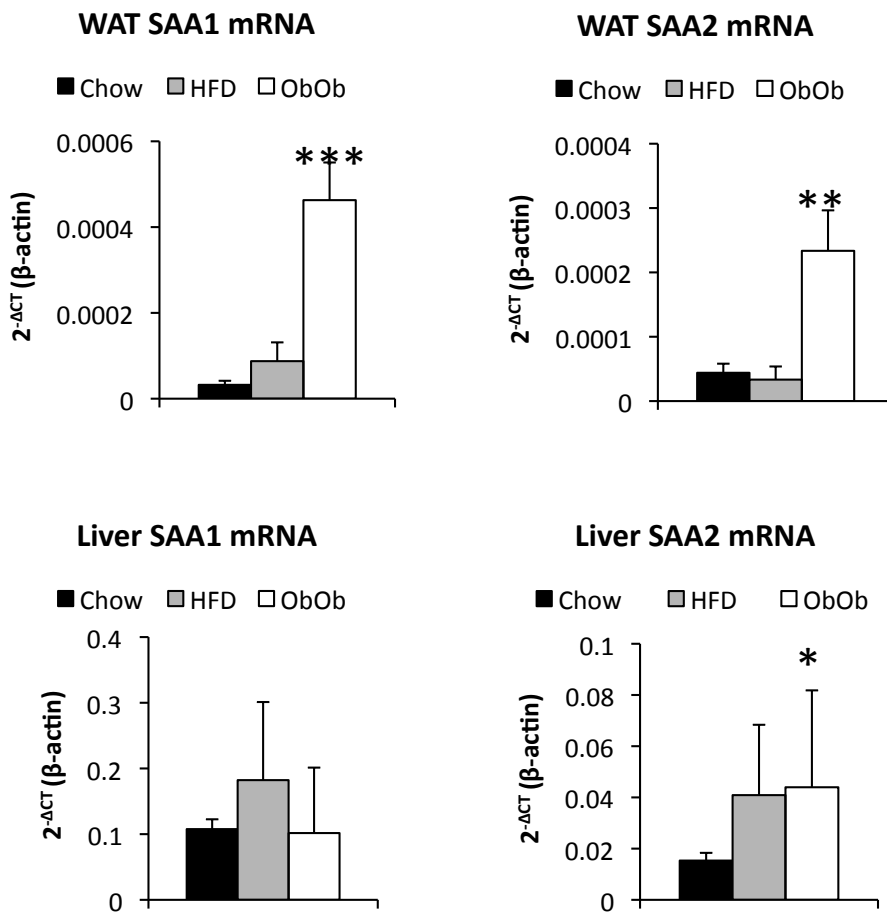 WAT SAA1 mRNA
Chow HFD ObOb
2^-ΔCT (β-actin)
0.0006
0.0004
0.0002
0
***
WAT SAA2 mRNA
Chow HFD ObOb
2^-ΔCT (β-actin)
0.0004
0.0003
0.0002
0.0001
0
**
Liver SAA1 mRNA
Chow HFD ObOb
2^-ΔCT (β-actin)
0.4
0.3
0.2
0.1
0
Liver SAA2 mRNA
Chow HFD ObOb
2^-ΔCT (β-actin)
0.1
0.08
0.06
0.04
0.02
0
*